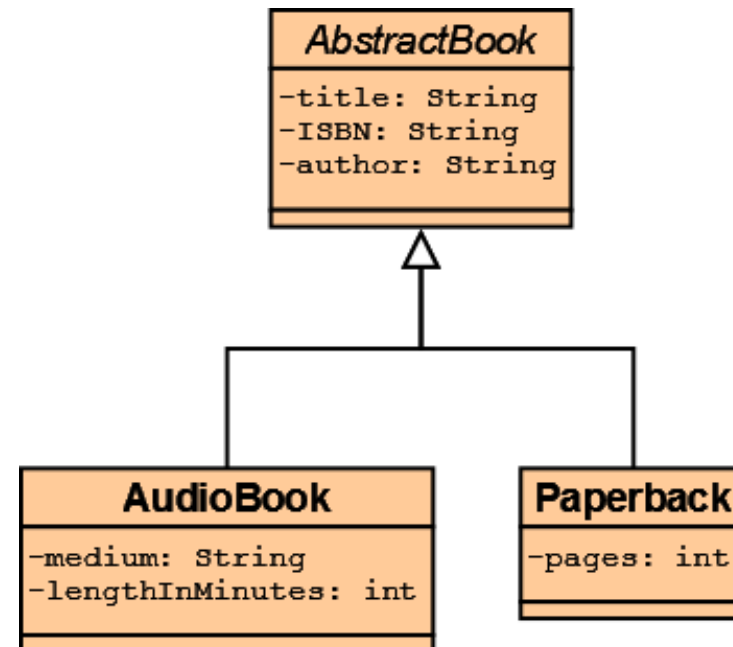 AbstractBook
-title: String
-ISBN: String
-author: String
AudioBook
-medium: String
-lengthInMinutes: int
Paperback
-pages: int